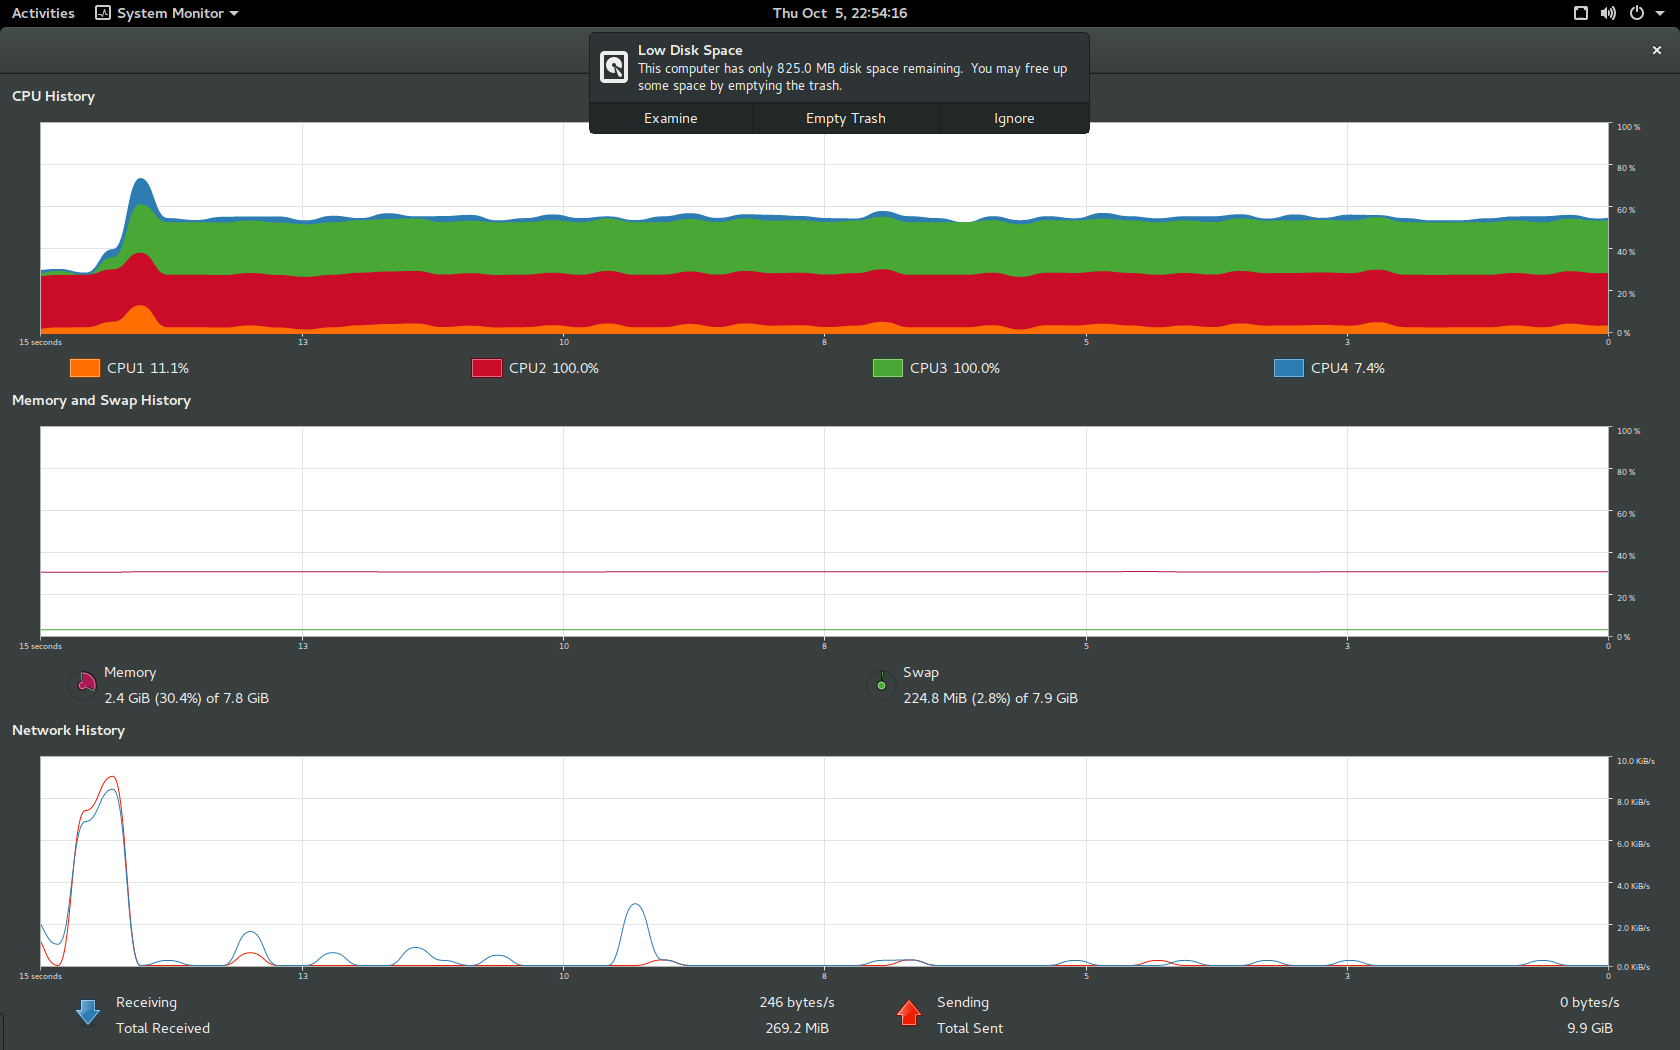 Activities System Monitor Thu Oct 5, 22:54:16
Low Disk Space
This computer has only 825.0 MB disk space remaining. You may free up
some space by emptying the trash.
Examine Empty Trash Ignore
CPU History
100 %
80 %
60 %
40 %
20 %
0 %
15 seconds 13 10 8 5 3 0
CPU1 11.1% CPU2 100.0% CPU3 100.0% CPU4 7.4%
Memory and Swap History
100 %
80 %
60 %
40 %
20 %
0 %
15 seconds 13 10 8 5 3 0
Memory Swap
2.4 GiB (30.4%) of 7.8 GiB 224.8 MiB (2.8%) of 7.9 GiB
Network History
10.0 KiB/s
8.0 KiB/s
6.0 KiB/s
4.0 KiB/s
2.0 KiB/s
0.0 KiB/s
15 seconds 13 10 8 5 3 0
Receiving 246 bytes/s Sending 0 bytes/s
Total Received 269.2 MiB Total Sent 9.9 GiB